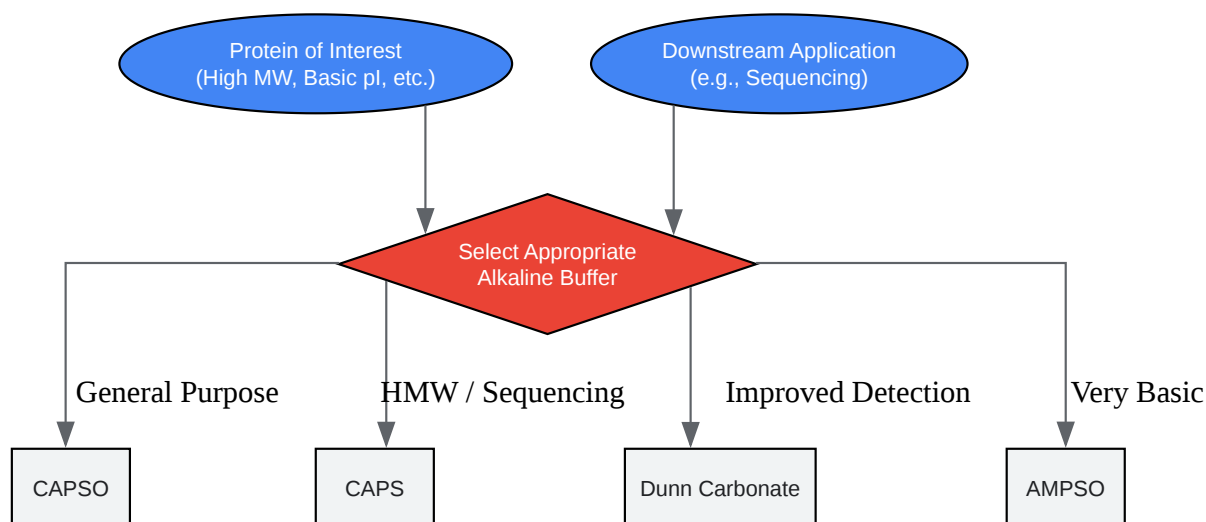 Protein of Interest
(High MW, Basic pI, etc.)
Downstream Application
(e.g., Sequencing)
Select Appropriate
Alkaline Buffer
General Purpose
HMW / Sequencing
Improved Detection
Very Basic
CAPSO
CAPS
Dunn Carbonate
AMPSO